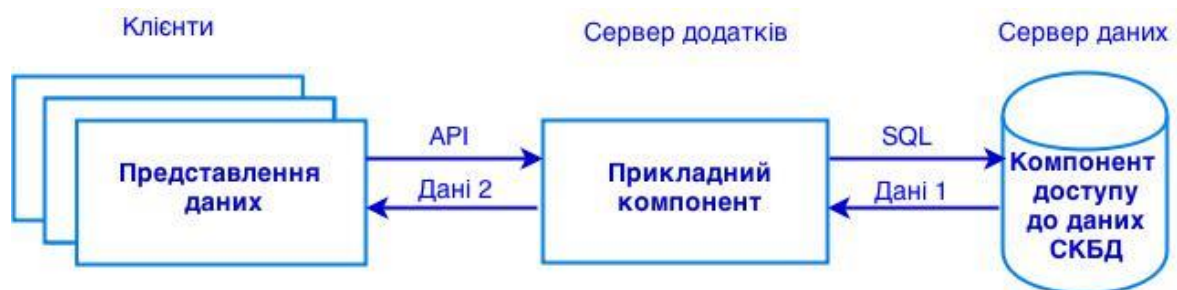 Клієнти
Сервер додатків
Сервер даних
Представлення
даних
API
Дані 2
Прикладний
компонент
SQL
Дані 1
Компонент
доступу
до даних
СКБД